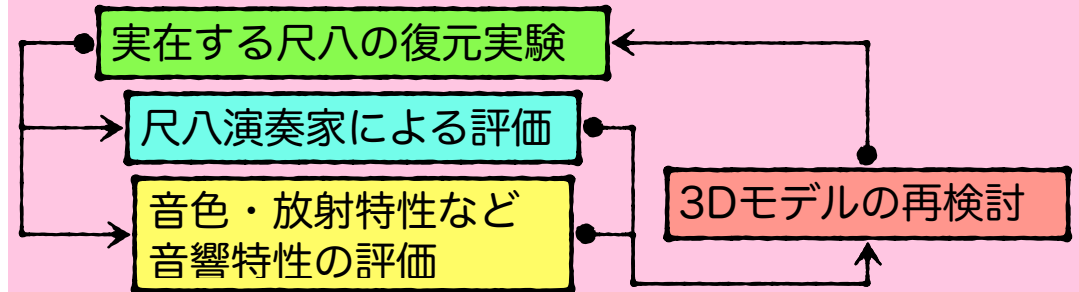 実在する尺八の復元実験
尺八演奏家による評価
音色・放射特性など
音響特性の評価
3Dモデルの再検討